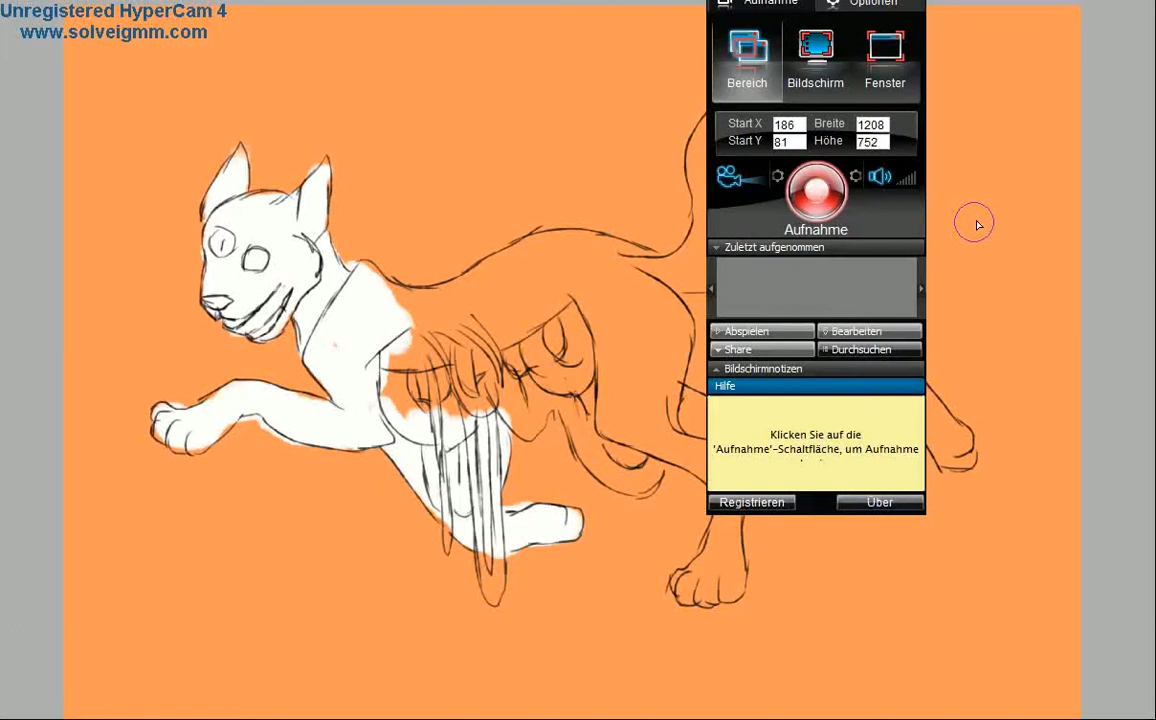 Unregistered HyperCam 4
www.solveigmm.com
Aufnahme
Optionen
Bereich
Bildschirm
Fenster
Start X 186 Breite 1208
Start Y 81 Höhe 752
Aufnahme
Zuletzt aufgenommen
Abspielen
Bearbeiten
Share
Durchsuchen
Bildschirmnotizen
Hilfe
Klicken Sie auf die
'Aufnahme'-Schaltfläche, um Aufnahme
Registrieren
Über